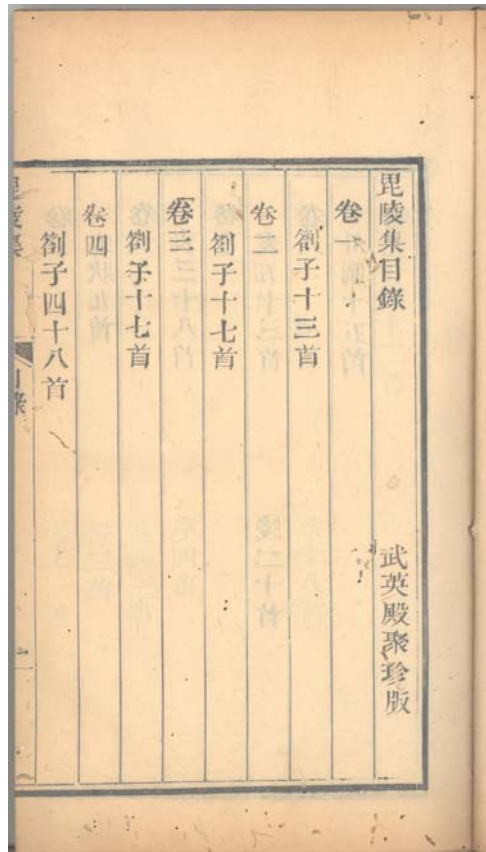 毘陵集目錄 武英殿聚珍版
卷一
劄子十三首
卷二
劄子十七首
卷三
劄子十七首
卷四
劄子四十八首
毘陵集 目錄 一